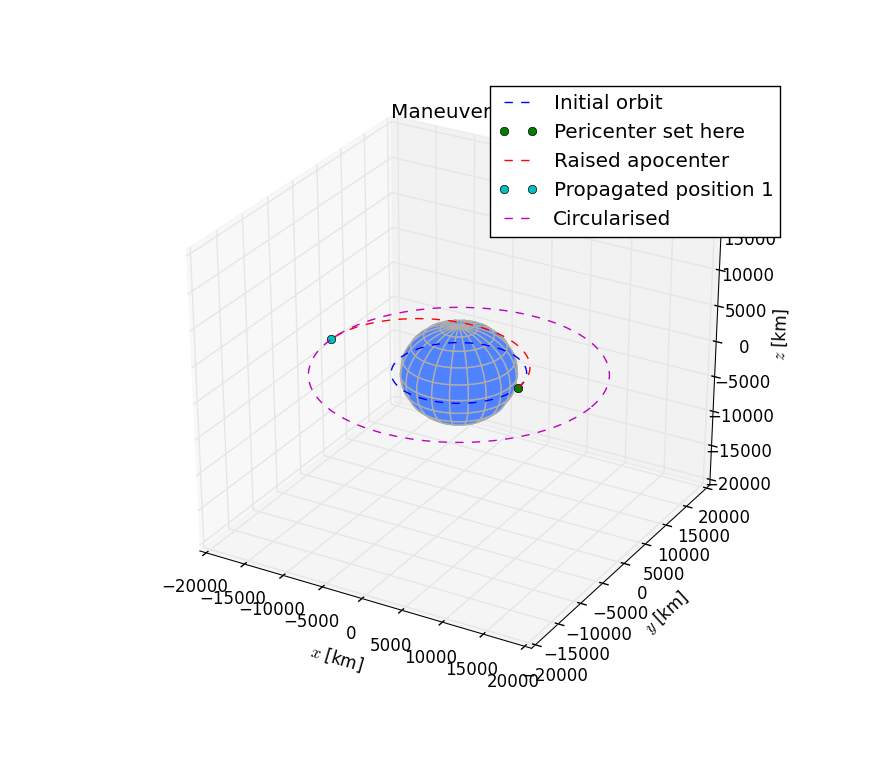 Maneuver
Initial orbit
Pericenter set here
Raised apocenter
Propagated position 1
Circularised
15000
10000
5000
0
−5000
−10000
−15000
−20000
z [km]
20000
15000
10000
5000
0
−5000
−10000
−15000
−20000
y [km]
−20000
−15000
−10000
−5000
0
5000
10000
15000
20000
x [km]